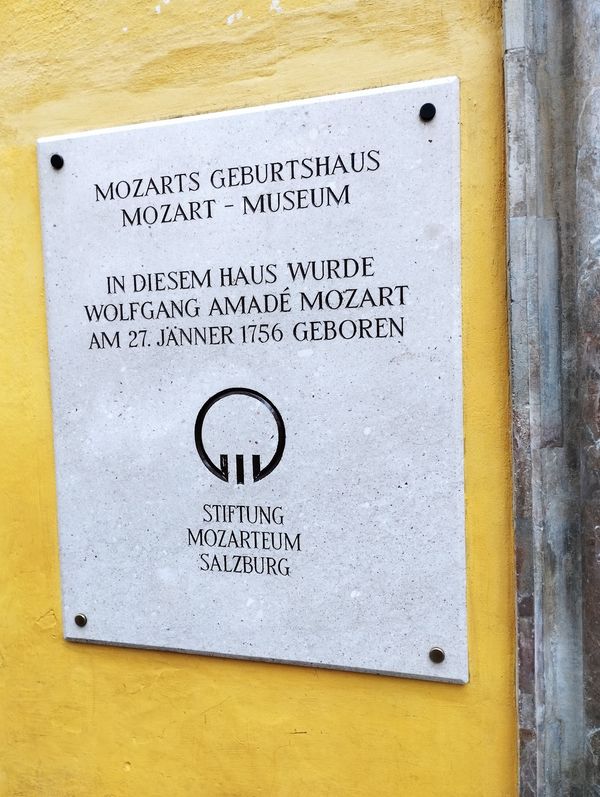 MOZARTS GEBURTSHAUS
MOZART - MUSEUM
IN DIESEM HAUS WURDE
WOLFGANG AMADÉ MOZART
AM 27. JÄNNER 1756 GEBOREN
STIFTUNG
MOZARTEUM
SALZBURG